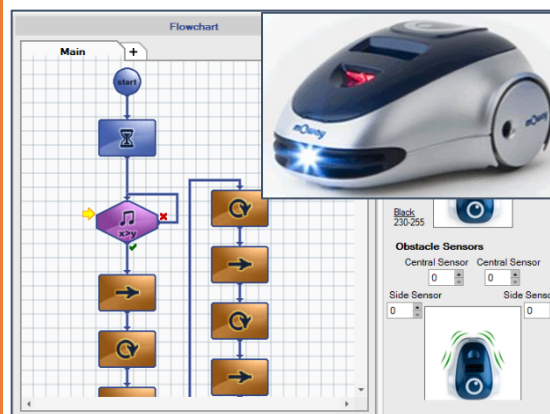 Flowchart
Main
+
start
x>y
mOway
mOway
Black
230-255
Obstacle Sensors
Central Sensor Central Sensor
0 0
Side Sensor Side Senso
0 0